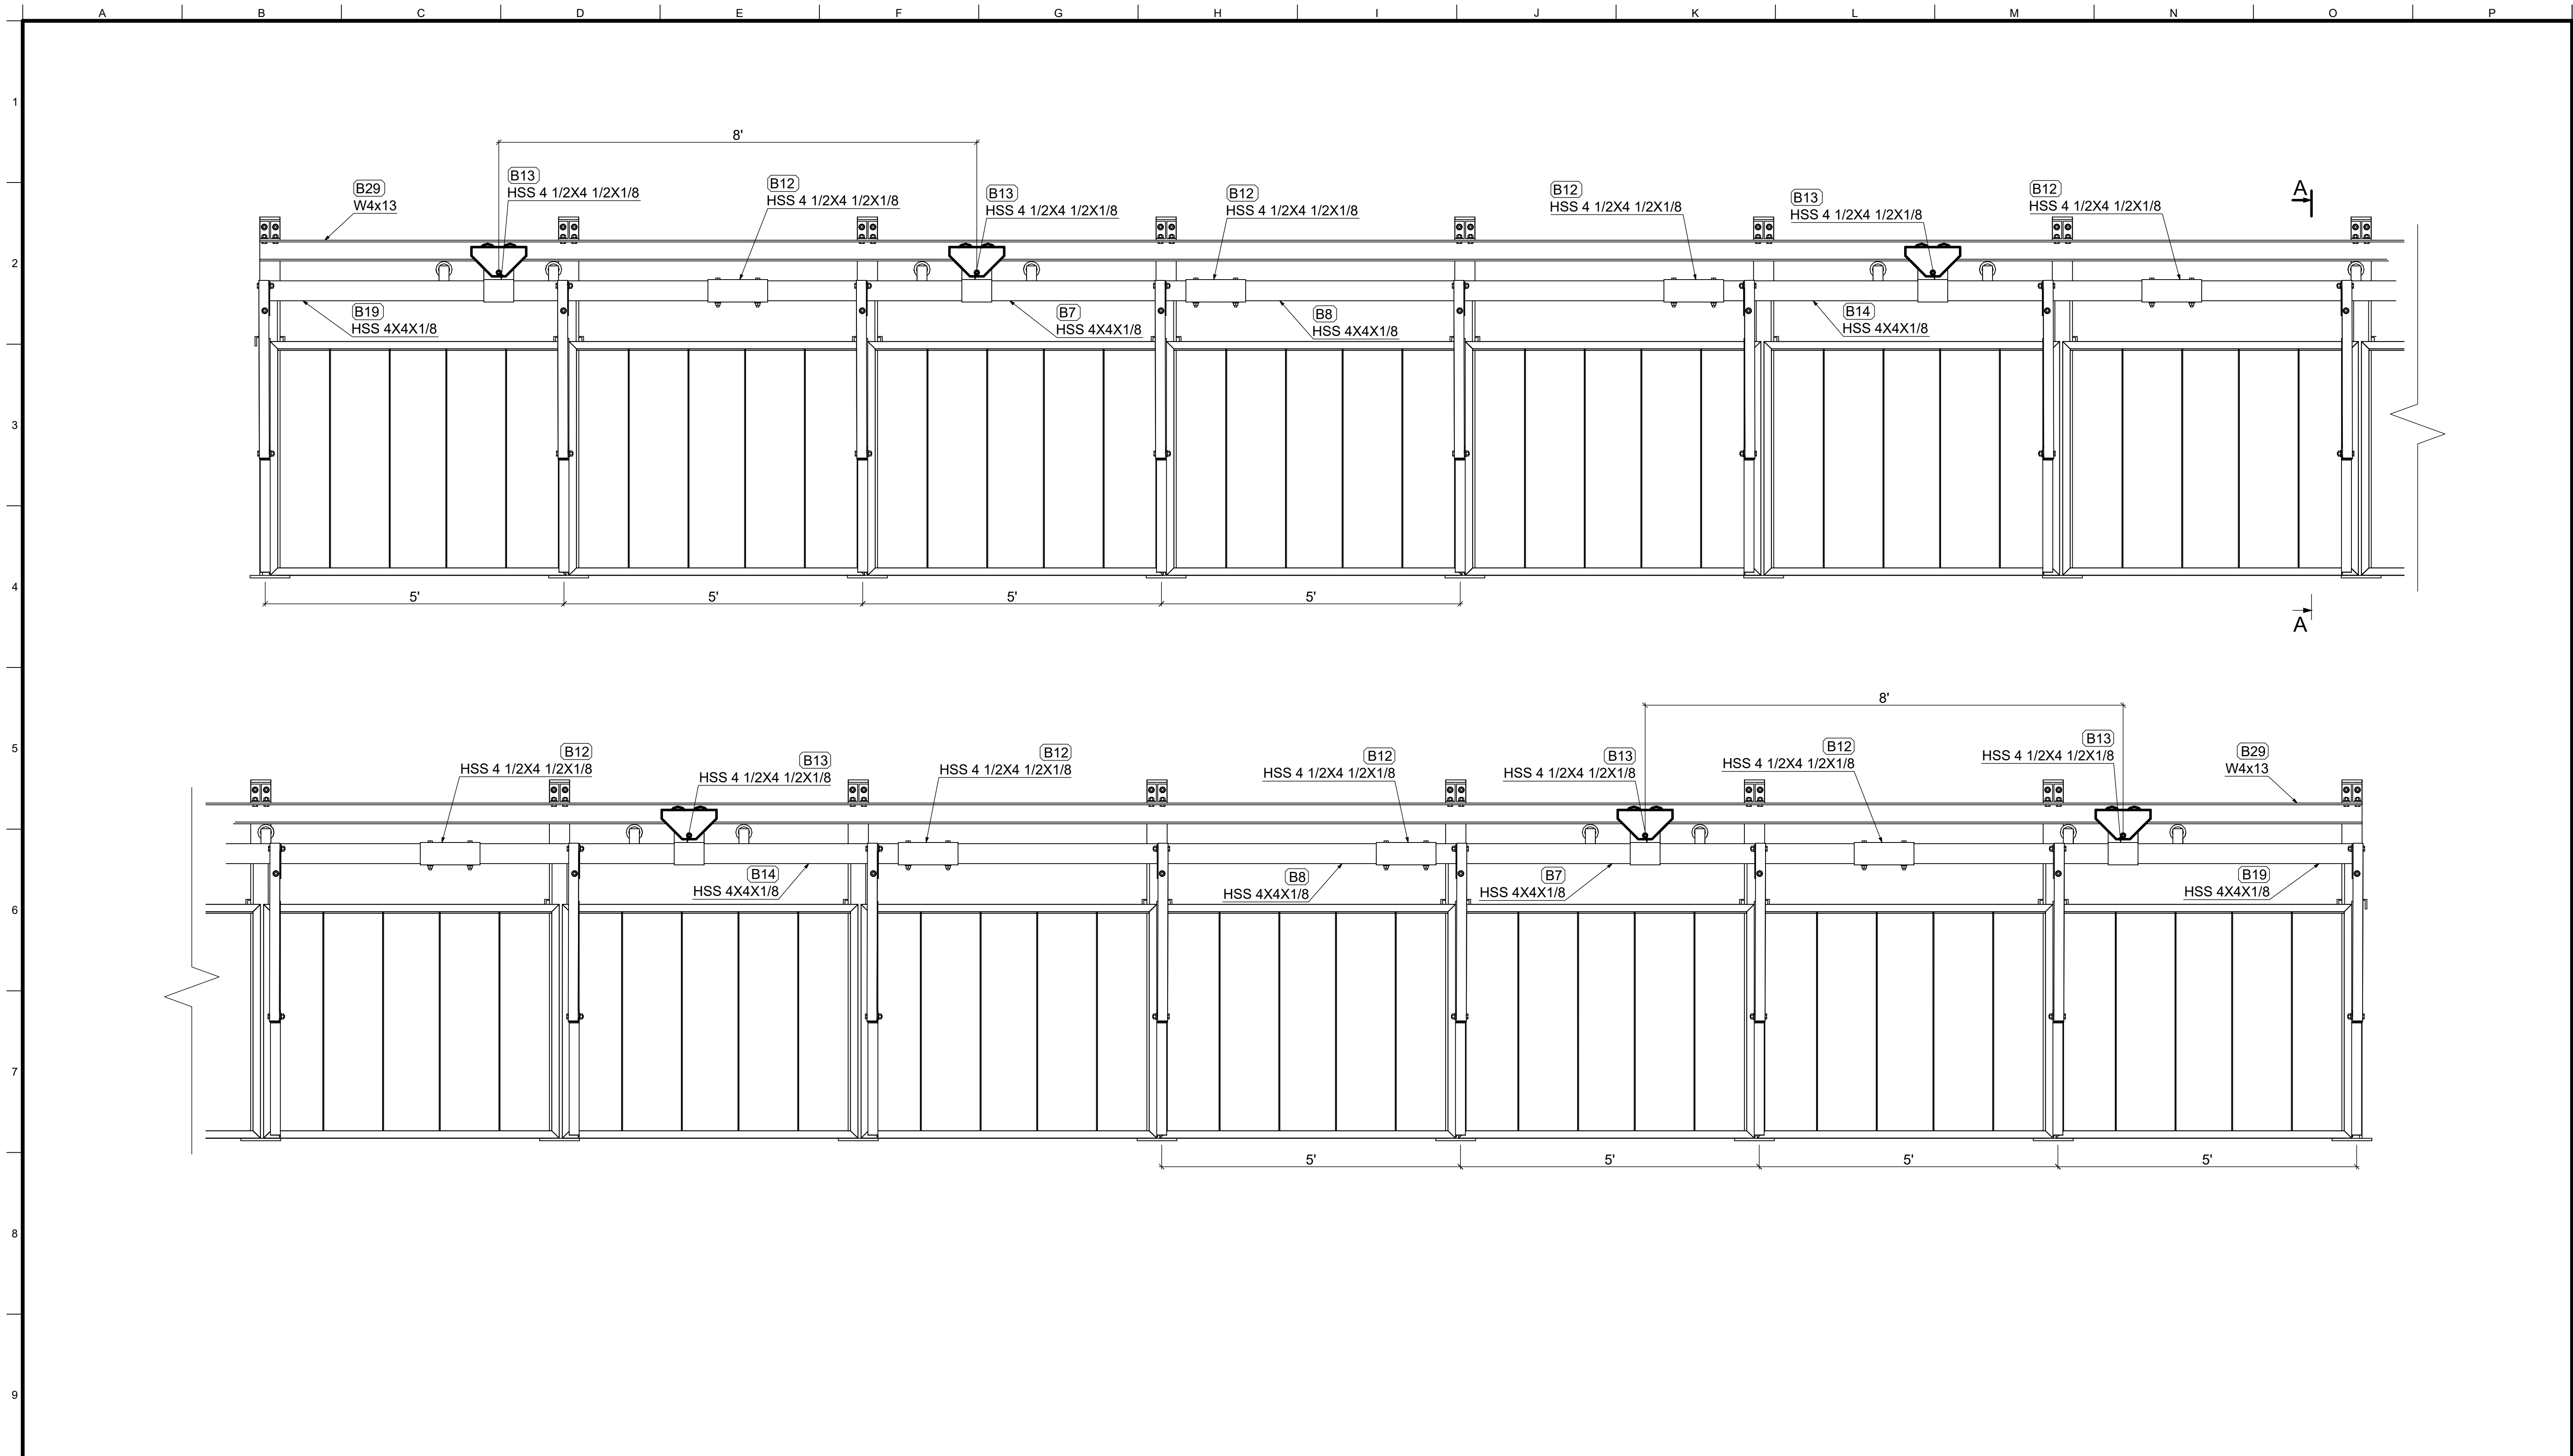 A B C D E F G H I J K L M N O P
1
8'
B29
W4x13
B13
HSS 4 1/2X4 1/2X1/8
B12
HSS 4 1/2X4 1/2X1/8
B13
HSS 4 1/2X4 1/2X1/8
B12
HSS 4 1/2X4 1/2X1/8
B12
HSS 4 1/2X4 1/2X1/8
B13
HSS 4 1/2X4 1/2X1/8
B12
HSS 4 1/2X4 1/2X1/8
A
2
B19
HSS 4X4X1/8
B7
HSS 4X4X1/8
B8
HSS 4X4X1/8
B14
HSS 4X4X1/8
3
4
5' 5' 5' 5'
A
8'
5
B12
HSS 4 1/2X4 1/2X1/8
B13
HSS 4 1/2X4 1/2X1/8
B12
HSS 4 1/2X4 1/2X1/8
B12
HSS 4 1/2X4 1/2X1/8
B13
HSS 4 1/2X4 1/2X1/8
B12
HSS 4 1/2X4 1/2X1/8
B13
HSS 4 1/2X4 1/2X1/8
B29
W4x13
B14
HSS 4X4X1/8
B8
HSS 4X4X1/8
B7
HSS 4X4X1/8
B19
HSS 4X4X1/8
6
7
5' 5' 5' 5'
8
9